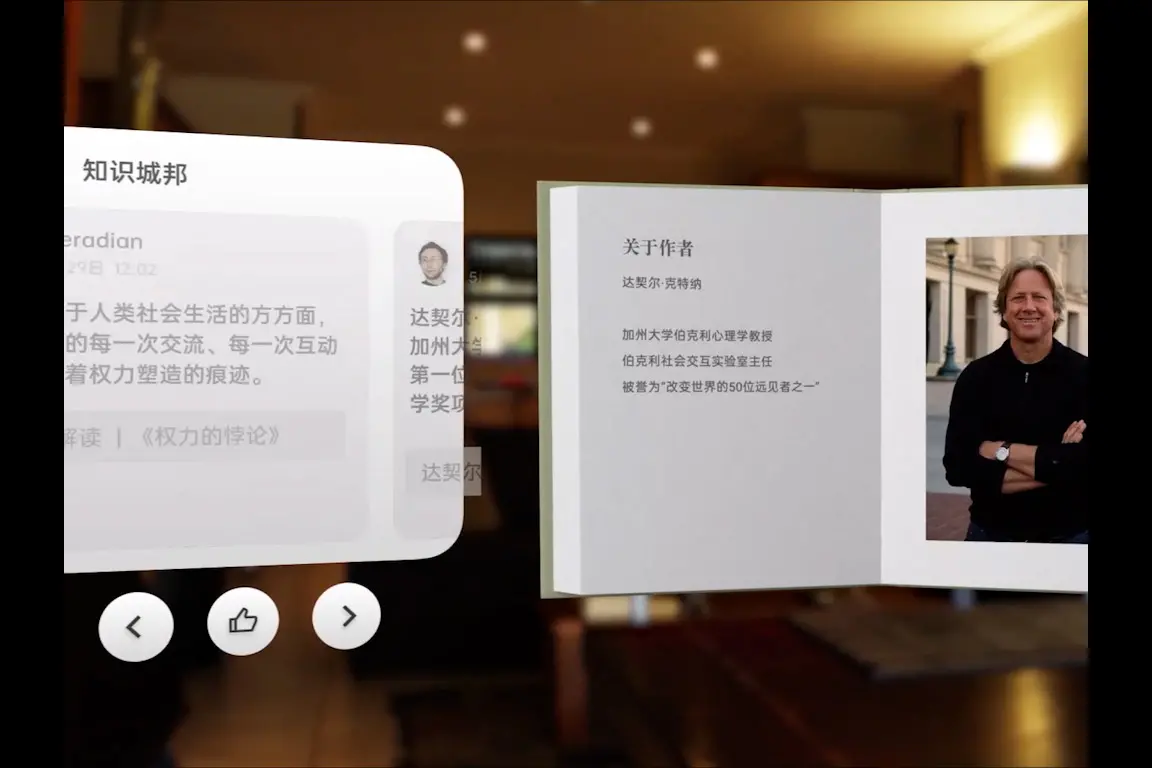 知识城邦
eradian
29日 12:02
于人类社会生活的方方面，
的每一次交流、每一次互动
着权力塑造的痕迹。
解读 | 《权力的悖论》
达契尔·
加州大学
第一位
学奖项
达契尔
关于作者
达契尔·克特纳
加州大学伯克利心理学教授
伯克利社会交互实验室主任
被誉为“改变世界的50位远见者之一”